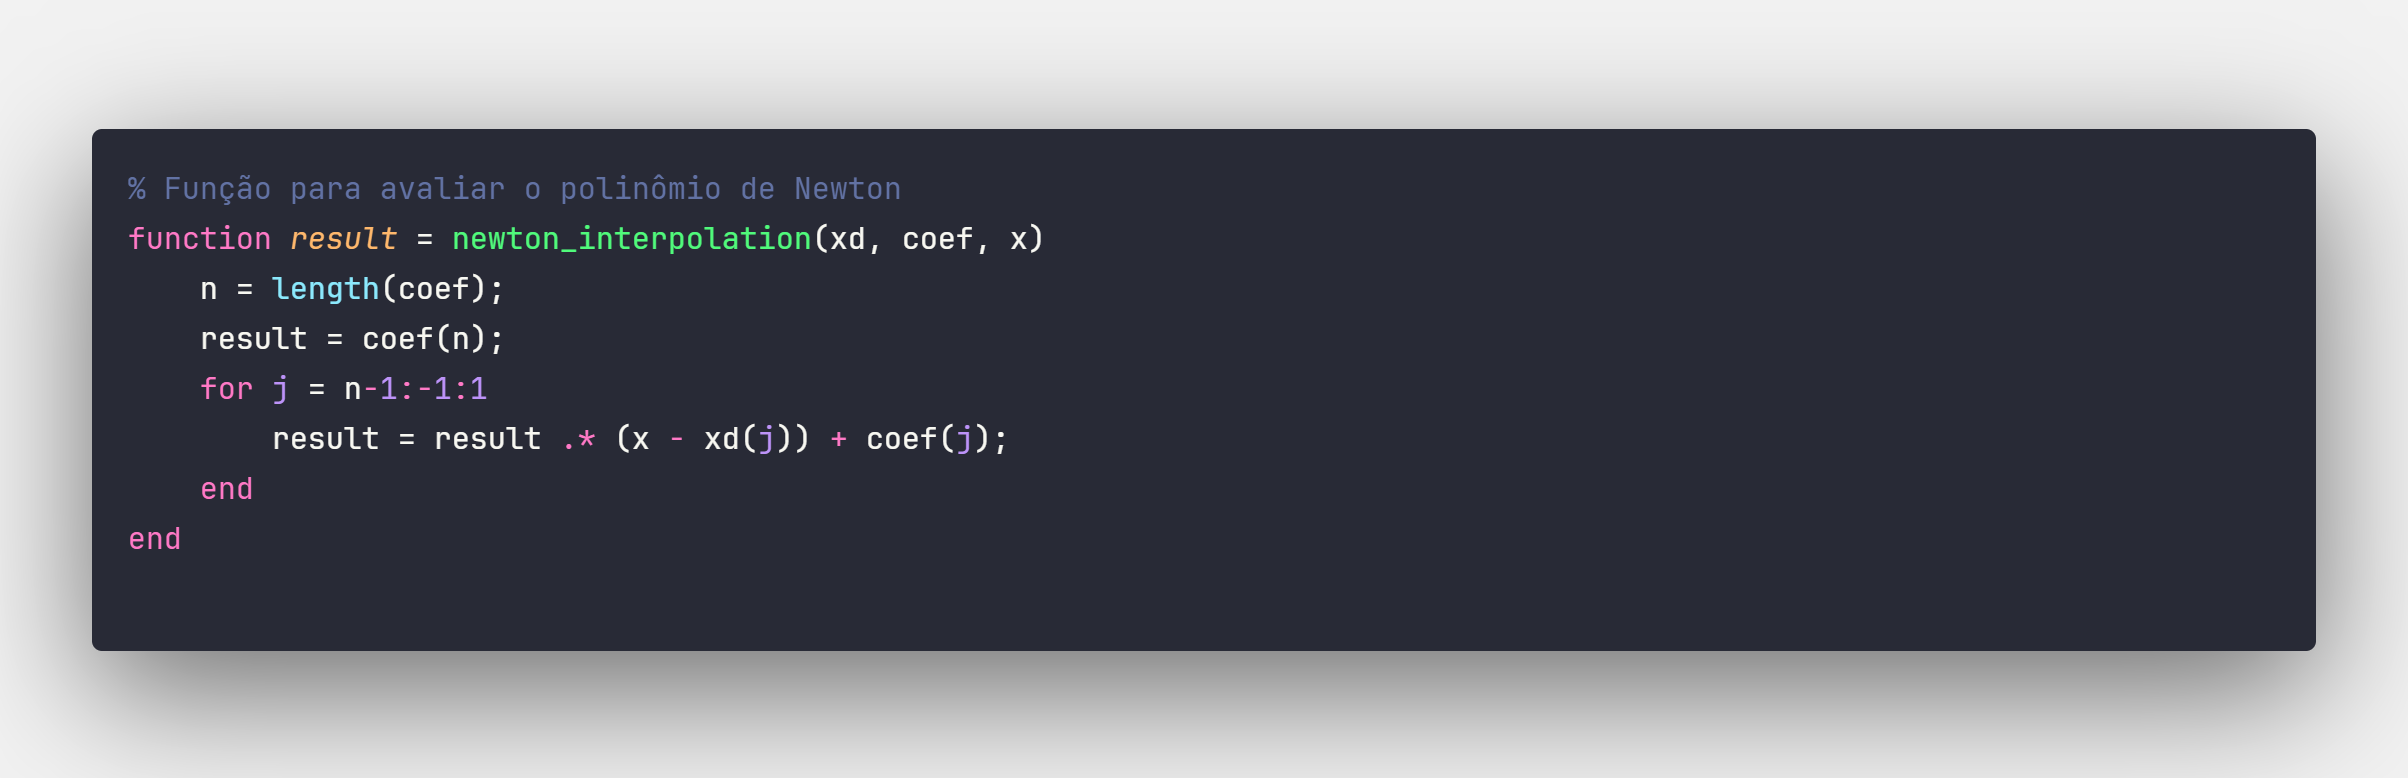 % Função para avaliar o polinômio de Newton
function result = newton_interpolation(xd, coef, x)
    n = length(coef);
    result = coef(n);
    for j = n-1:-1:1
        result = result .* (x - xd(j)) + coef(j);
    end
end